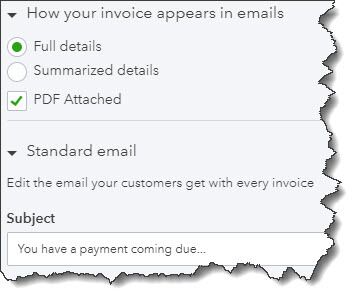 How your invoice appears in emails
Full details
Summarized details
PDF Attached
Standard email
Edit the email your customers get with every invoice
Subject
You have a payment coming due...